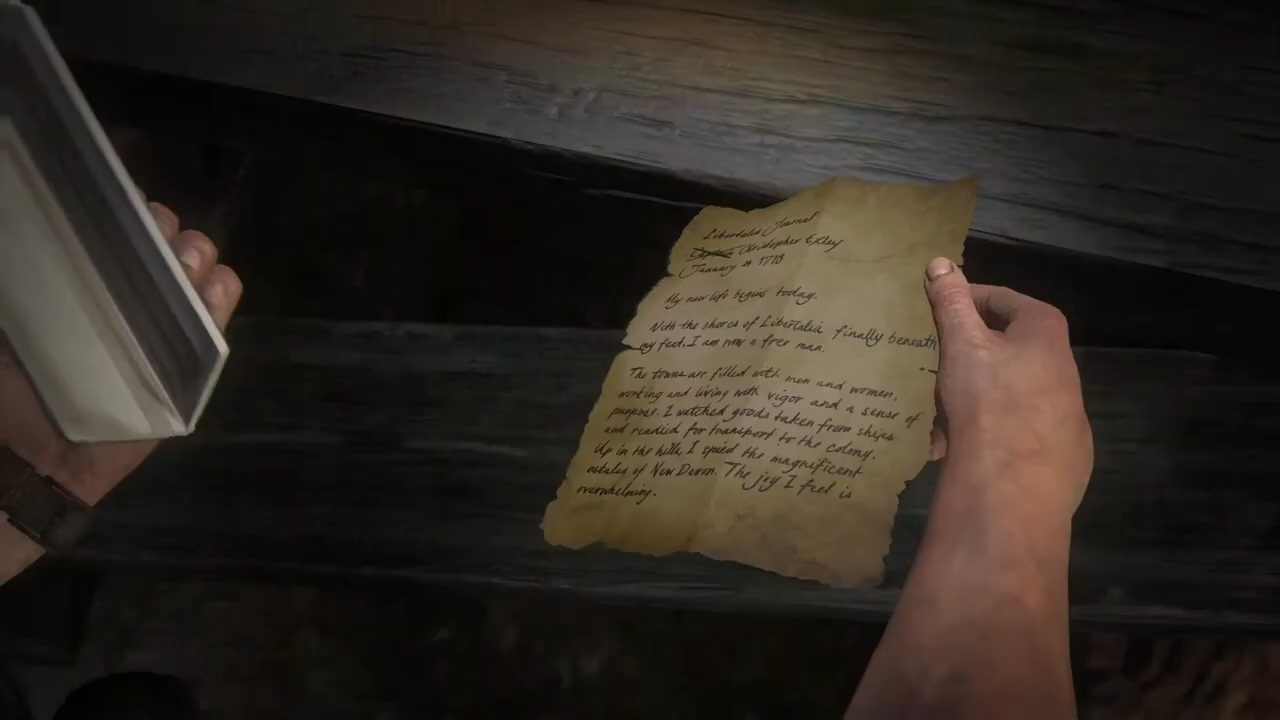 Libertalia Journal
Captain Christopher Exley
January 4 1718
My new life begins today.
With the shores of Libertalia finally beneath
my feet, I am now a free man.
The towns are filled with men and women,
working and living with vigor and a sense of
purpose. I watched goods taken from ships
and readied for transport to the colony.
Up in the hills, I spied the magnificent
estates of New Devon. The joy I feel is
overwhelming.